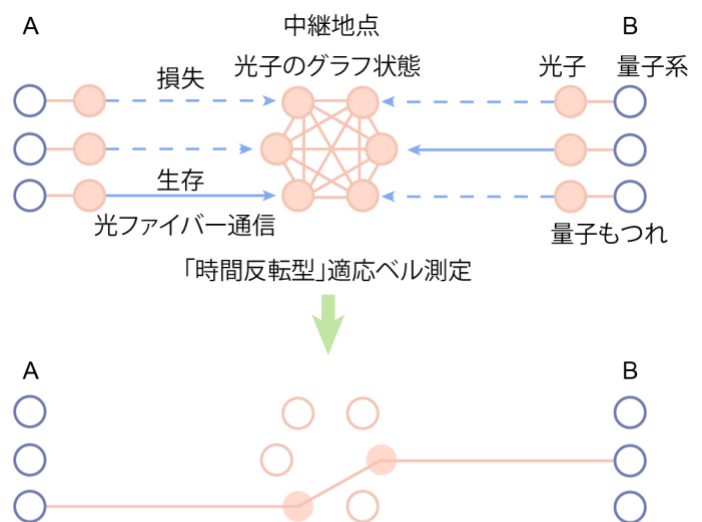 A
中継地点
B
光子のグラフ状態
光子
量子系
損失
生存
光ファイバー通信
量子もつれ
「時間反転型」適応ベル測定
A
B